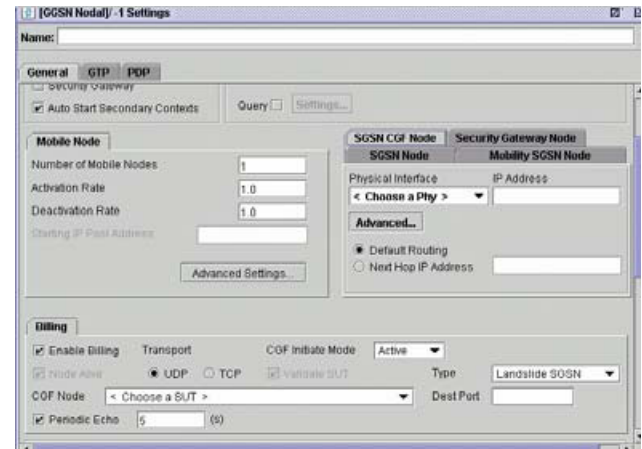 [GGSN Nodal]/ -1 Settings
Name:
General GTP PDP
Security Gateway
Auto Start Secondary Contexts Query Settings...
Mobile Node
Number of Mobile Nodes 1
Activation Rate 1.0
Deactivation Rate 1.0
Starting IP Pool Address
Advanced Settings...
SGSN CGF Node Security Gateway Node
SGSN Node Mobility SGSN Node
Physical Interface IP Address
< Choose a Phy >
Advanced...
Default Routing
Next Hop IP Address
Billing
Enable Billing Transport CGF Initiate Mode Active
Node Alive UDP TCP Validate SUT Type Landslide SGSN
CGF Node < Choose a SUT > Dest Port
Periodic Echo 5 (s)